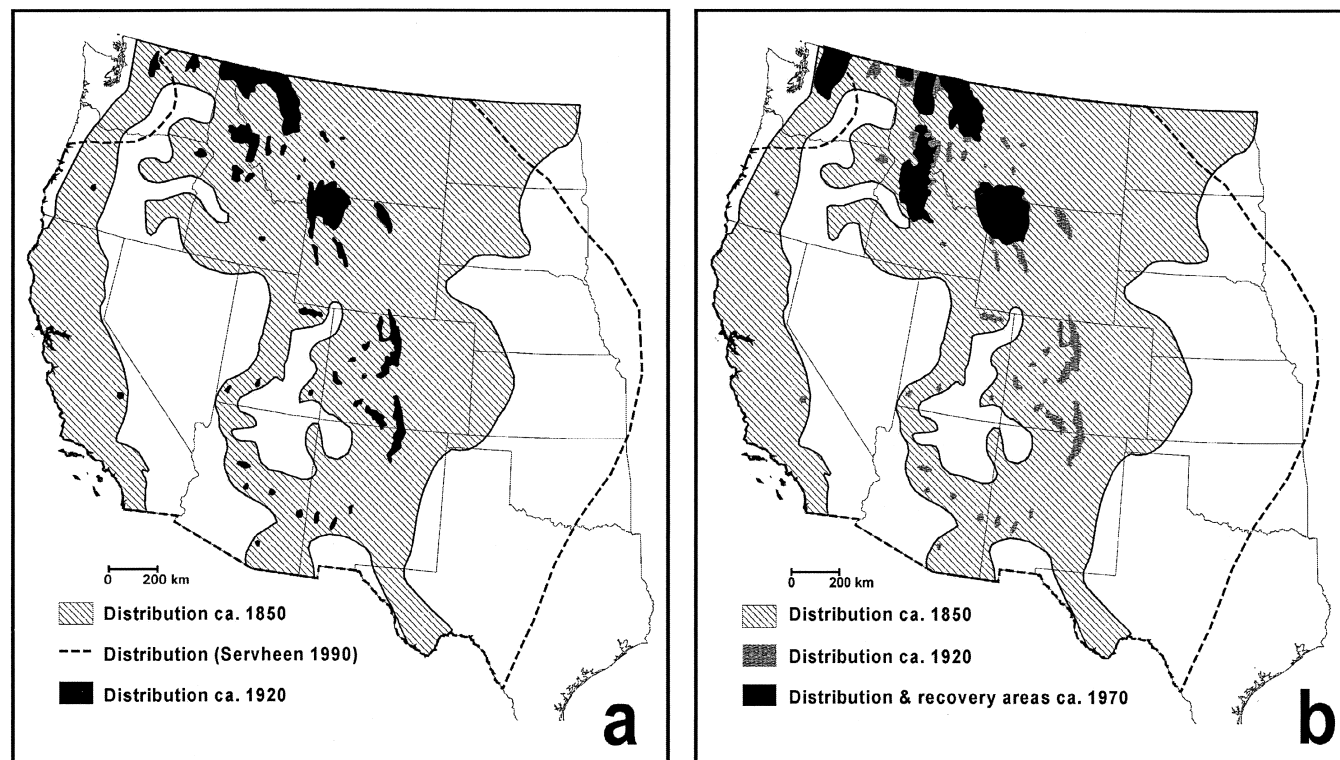 0 200 km
Distribution ca. 1850
Distribution (Servheen 1990)
Distribution ca. 1920
a
0 200 km
Distribution ca. 1850
Distribution ca. 1920
Distribution & recovery areas ca. 1970
b